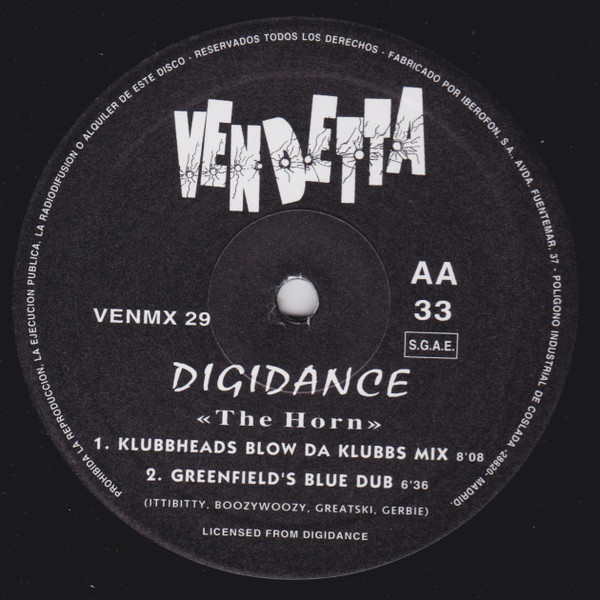 PROHIBIDA LA REPRODUCCION, LA EJECUCION PUBLICA, LA RADIODIFUSION O ALQUILER DE ESTE DISCO - RESERVADOS TODOS LOS DERECHOS - FABRICADO POR IBEROFON, S.A. AVDA. FUENTEMAR, 37 - POLIGONO INDUSTRIAL DE COSLADA -28820- MADRID.
VENDETTA
AA
VENMX 29
33
S.G.A.E.
DIGIDANCE
«The Horn»
1. KLUBBHEADS BLOW DA KLUBBS MIX 8'08
2. GREENFIELD'S BLUE DUB 6'36
(ITTIBITTY, BOOZYWOOZY, GREATSKI, GERBIE)
LICENSED FROM DIGIDANCE